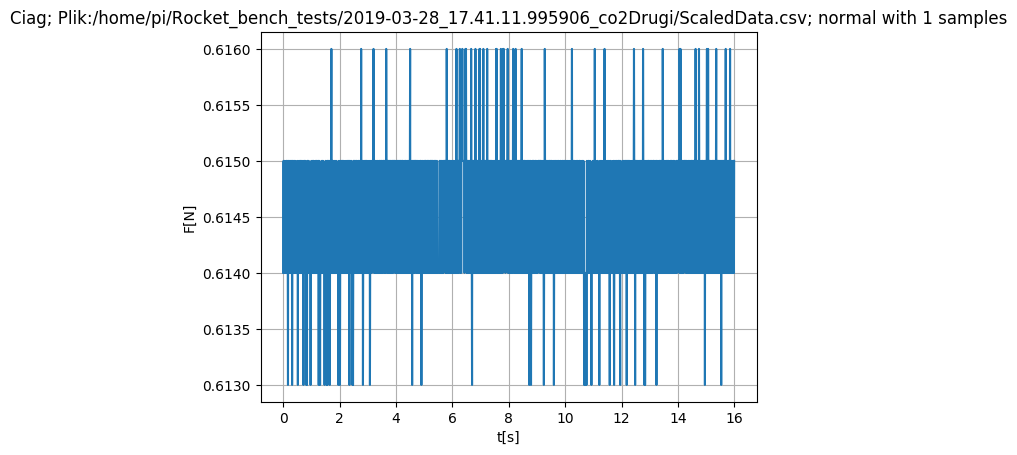 Ciag; Plik:/home/pi/Rocket_bench_tests/2019-03-28_17.41.11.995906_co2Drugi/ScaledData.csv; normal with 1 samples
F[N]
0.6160
0.6155
0.6150
0.6145
0.6140
0.6135
0.6130
0 2 4 6 8 10 12 14 16
t[s]